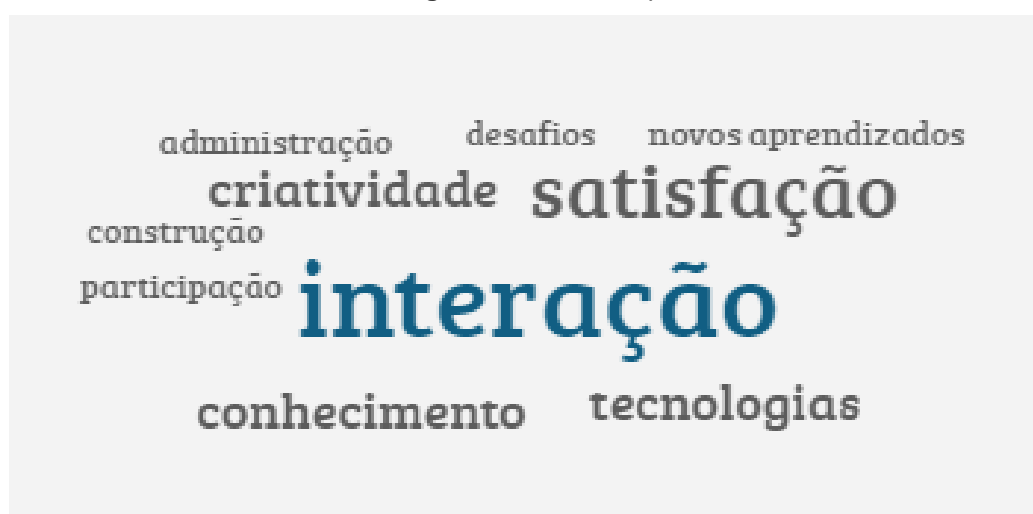 administração desafios novos aprendizados
criatividade satisfação
construção
participação interação
conhecimento tecnologias